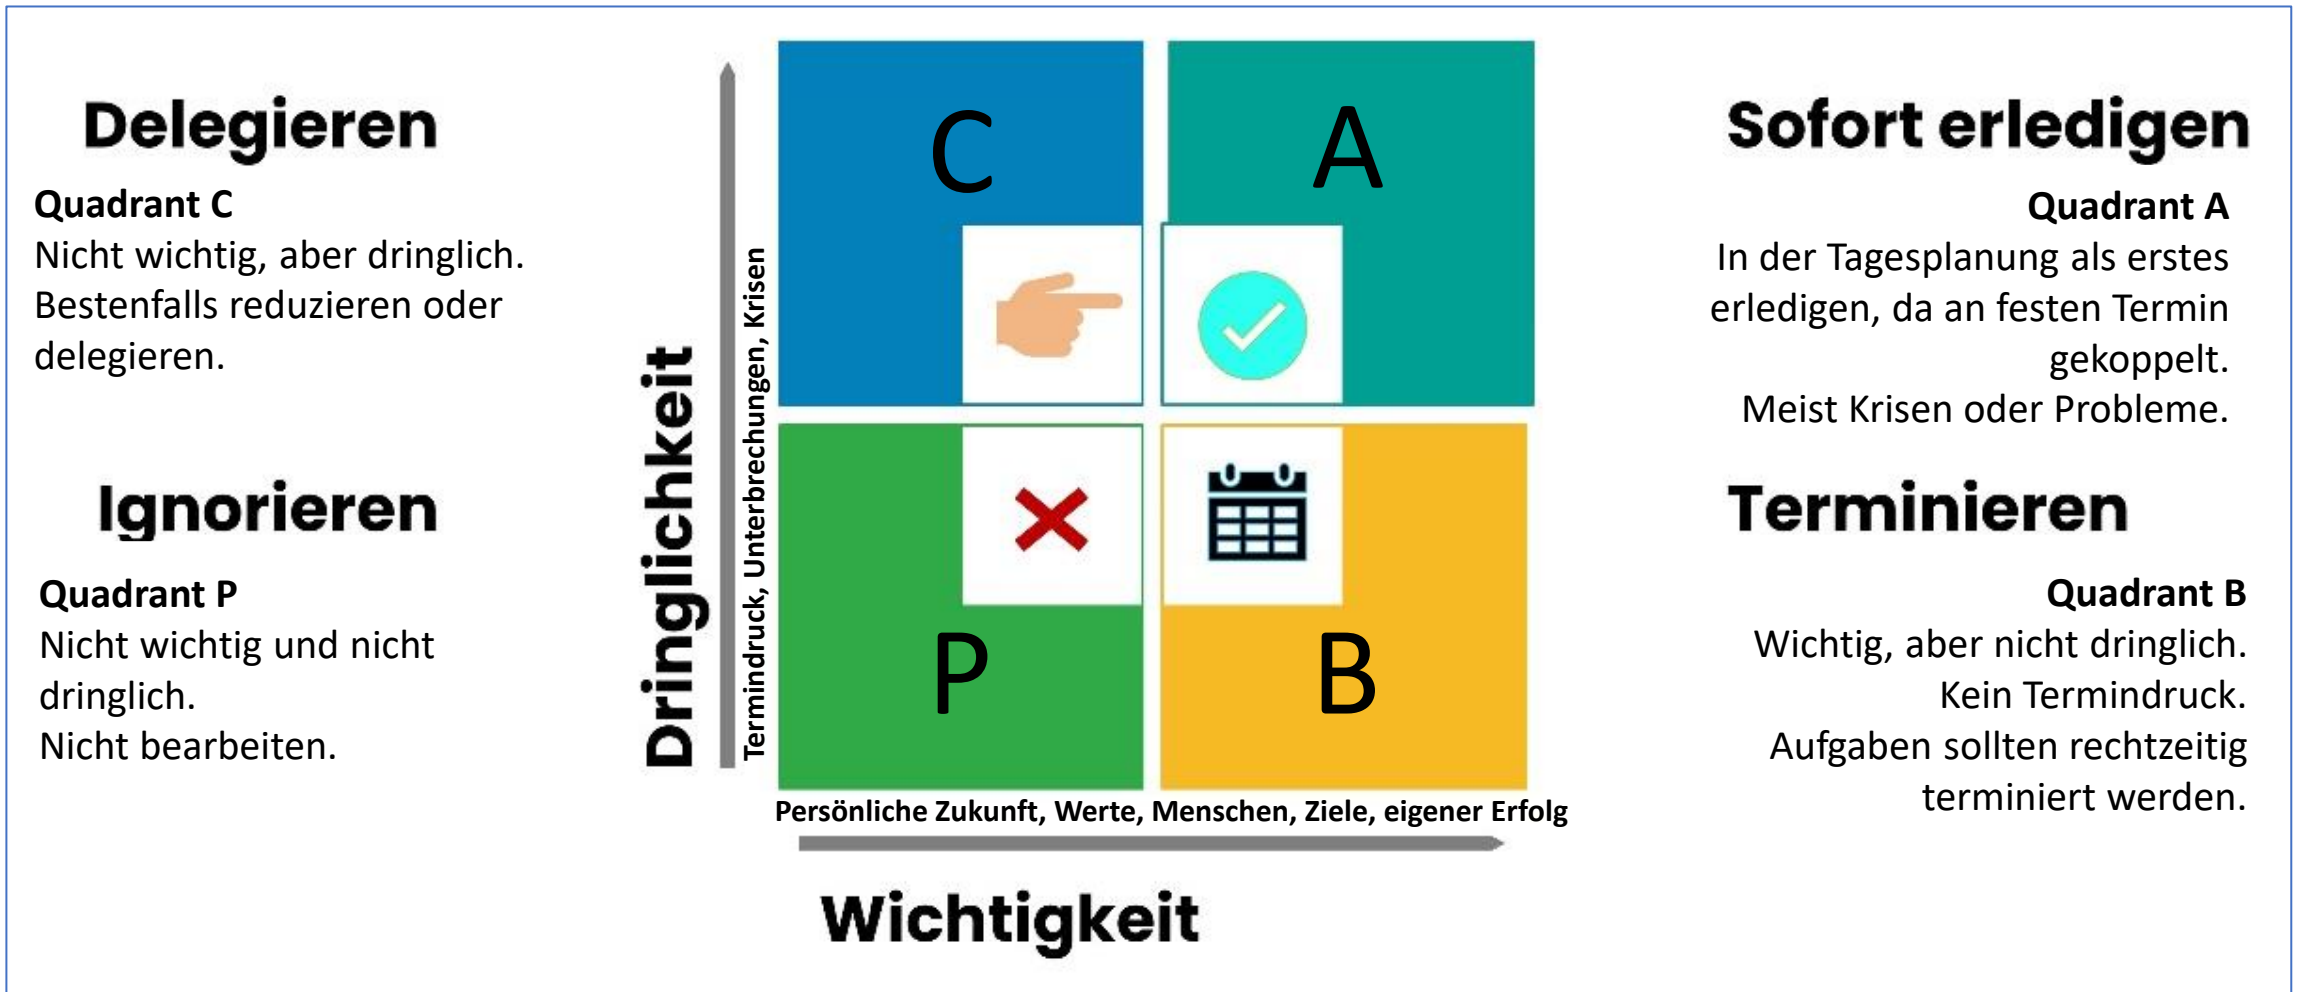 Delegieren
Quadrant C
Nicht wichtig, aber dringlich.
Bestenfalls reduzieren oder
delegieren.
Ignorieren
Quadrant P
Nicht wichtig und nicht
dringlich.
Nicht bearbeiten.
Dringlichkeit
Termindruck, Unterbrechungen, Krisen
C
A
P
B
Persönliche Zukunft, Werte, Menschen, Ziele, eigener Erfolg
Wichtigkeit
Sofort erledigen
Quadrant A
In der Tagesplanung als erstes
erledigen, da an festen Termin
gekoppelt.
Meist Krisen oder Probleme.
Terminieren
Quadrant B
Wichtig, aber nicht dringlich.
Kein Termindruck.
Aufgaben sollten rechtzeitig
terminiert werden.